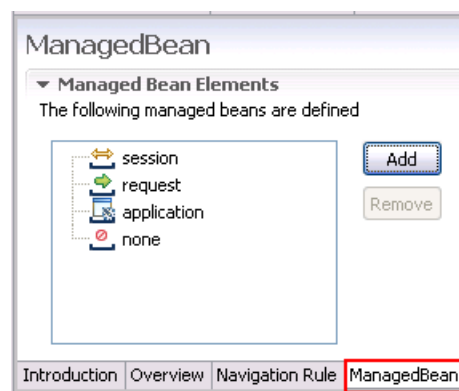 ManagedBean
Managed Bean Elements
The following managed beans are defined
session
request
application
none
Add
Remove
Introduction Overview Navigation Rule ManagedBean